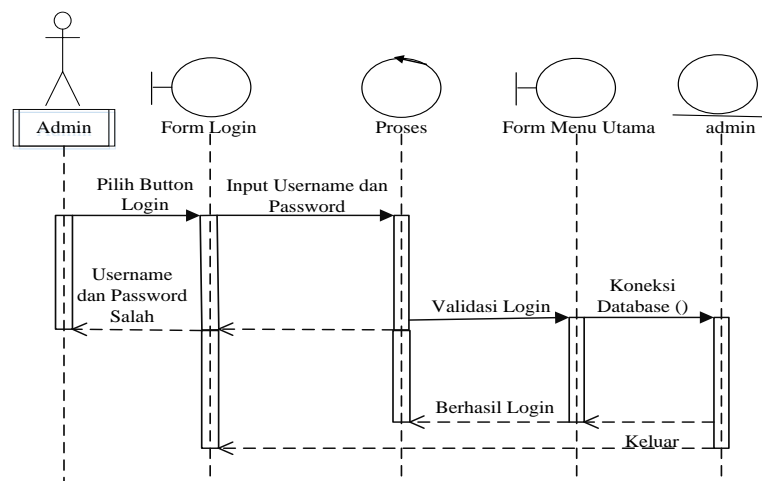 Admin
Form Login
Proses
Form Menu Utama
admin
Pilih Button
Login
Input Username dan
Password
Username
dan Password
Salah
Validasi Login
Koneksi
Database ()
Berhasil Login
Keluar